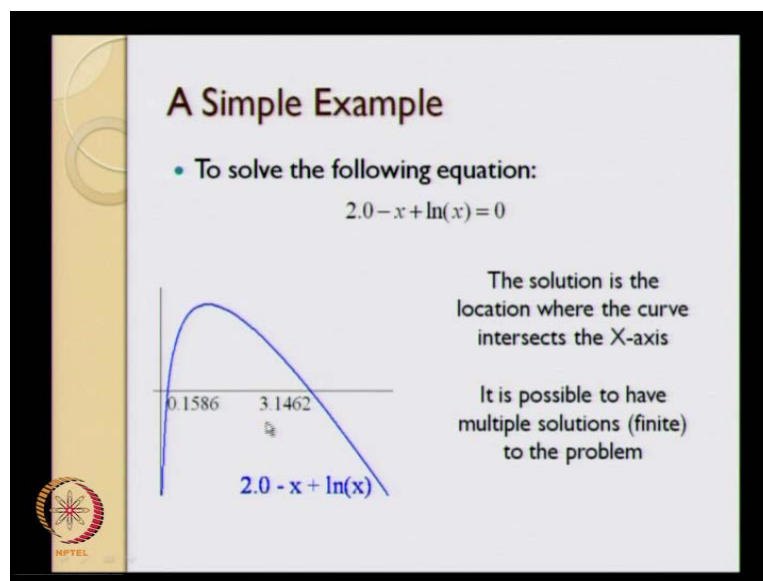 A Simple Example
• To solve the following equation:
2.0 – x + ln(x) = 0
The solution is the
location where the curve
intersects the X-axis
0.1586 3.1462
It is possible to have
multiple solutions (finite)
to the problem
2.0 - x + ln(x)
NPTEL